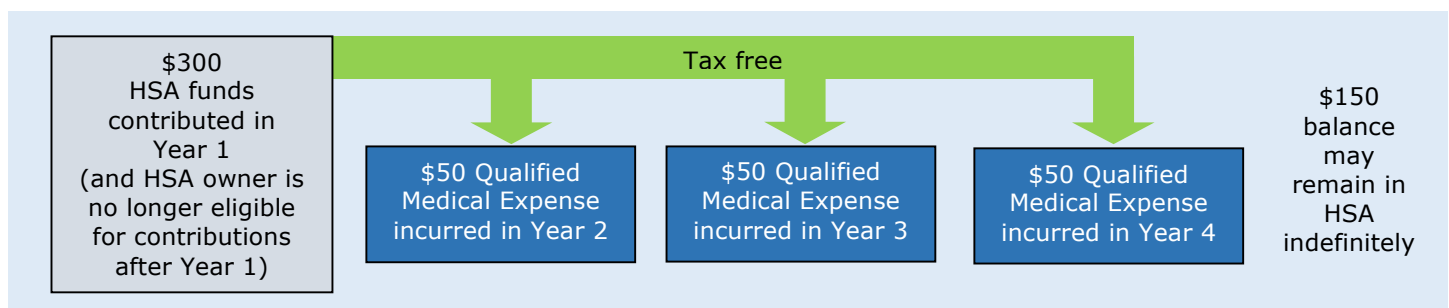 $300
HSA funds
contributed in
Year 1
(and HSA owner is
no longer eligible
for contributions
after Year 1)
Tax free
$50 Qualified
Medical Expense
incurred in Year 2
$50 Qualified
Medical Expense
incurred in Year 3
$50 Qualified
Medical Expense
incurred in Year 4
$150
balance
may
remain in
HSA
indefinitely